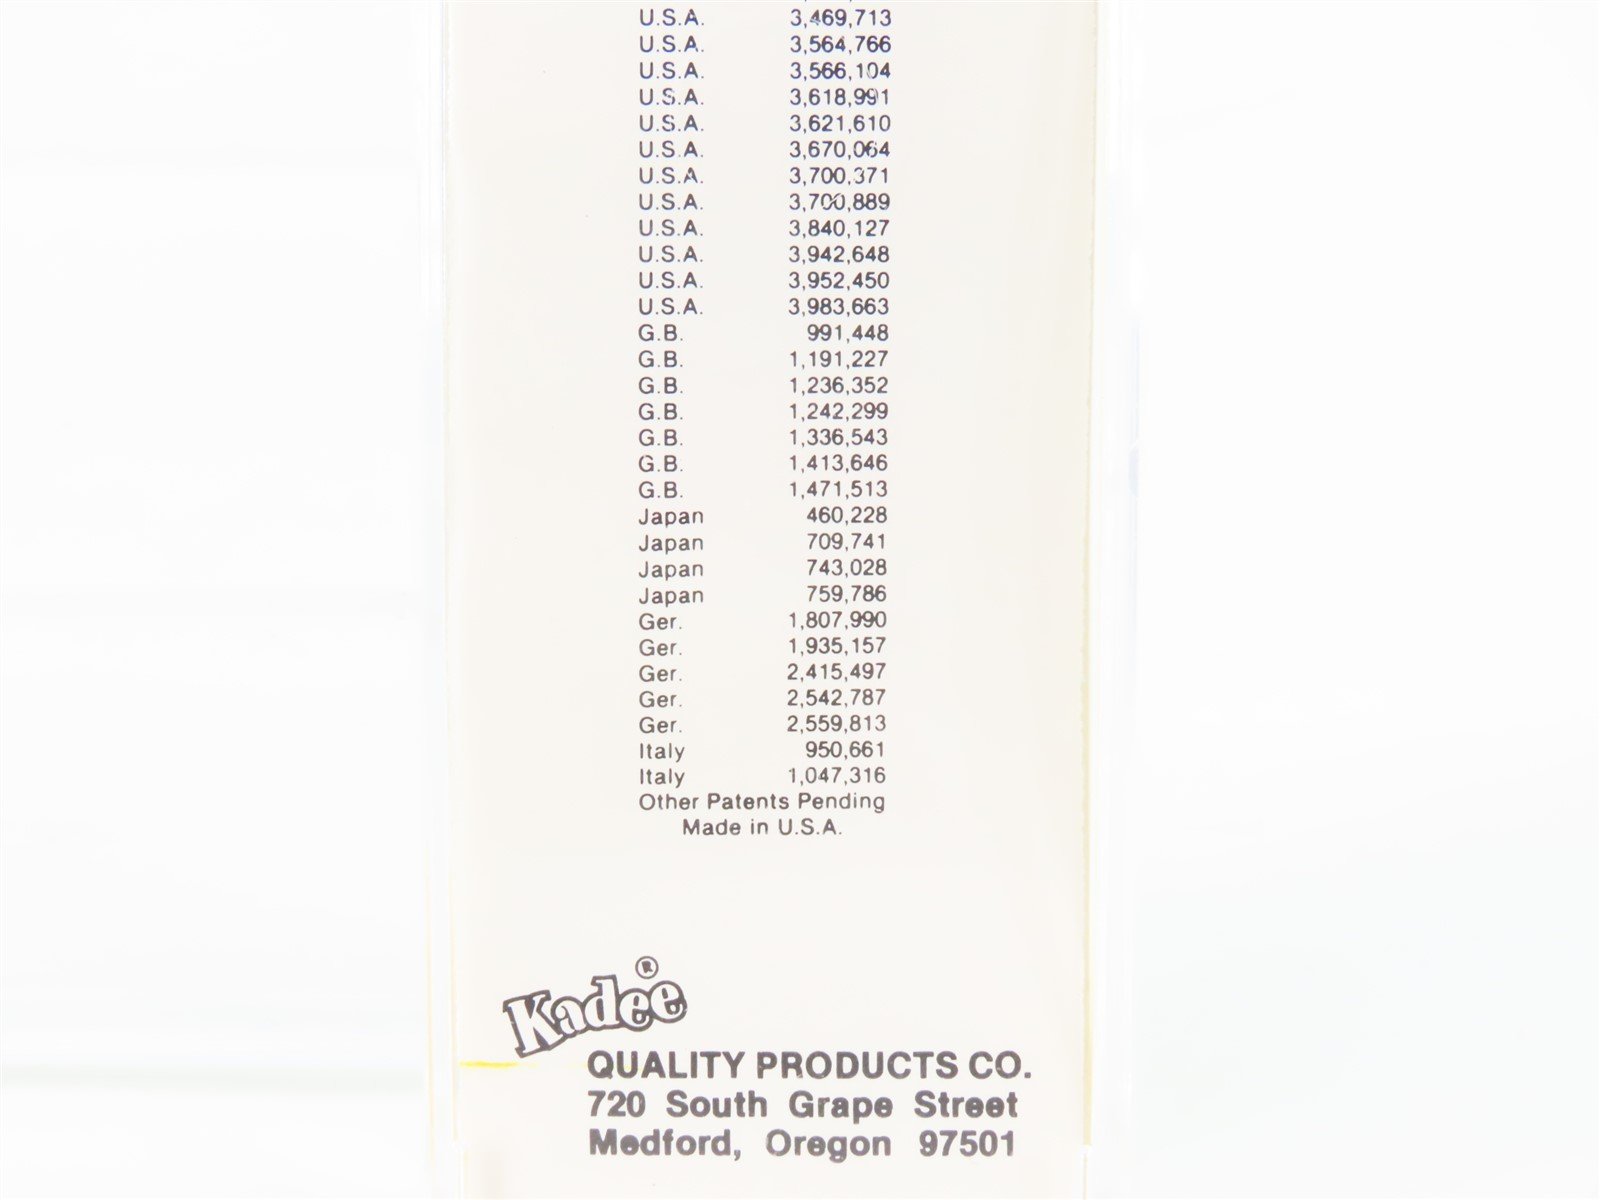 U.S.A. 3,469,713
U.S.A. 3,564,766
U.S.A. 3,566,104
U.S.A. 3,618,991
U.S.A. 3,621,610
U.S.A. 3,670,064
U.S.A. 3,700,371
U.S.A. 3,700,889
U.S.A. 3,840,127
U.S.A. 3,942,648
U.S.A. 3,952,450
U.S.A. 3,983,663
G.B. 991,448
G.B. 1,191,227
G.B. 1,236,352
G.B. 1,242,299
G.B. 1,336,543
G.B. 1,413,646
G.B. 1,471,513
Japan 460,228
Japan 709,741
Japan 743,028
Japan 759,786
Ger. 1,807,990
Ger. 1,935,157
Ger. 2,415,497
Ger. 2,542,787
Ger. 2,559,813
Italy 950,661
Italy 1,047,316
Other Patents Pending
Made in U.S.A.
Kadee ®
QUALITY PRODUCTS CO.
720 South Grape Street
Medford, Oregon 97501